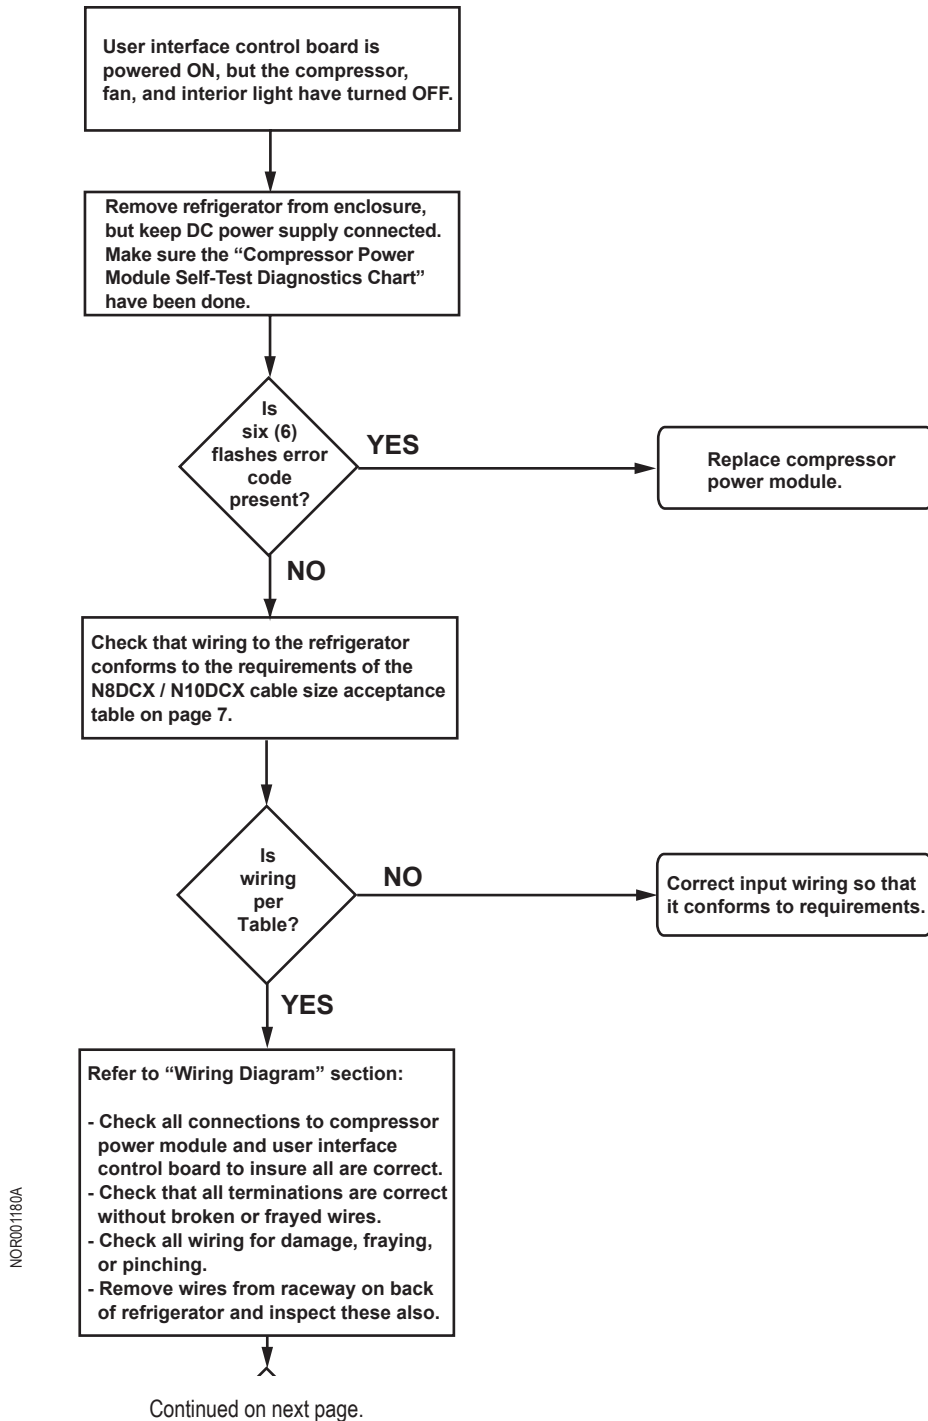 User interface control board is
powered ON, but the compressor,
fan, and interior light have turned OFF.
Remove refrigerator from enclosure,
but keep DC power supply connected.
Make sure the “Compressor Power
Module Self-Test Diagnostics Chart”
have been done.
Is
six (6)
flashes error
code
present?
YES
Replace compressor
power module.
NO
Check that wiring to the refrigerator
conforms to the requirements of the
N8DCX / N10DCX cable size acceptance
table on page 7.
Is
wiring
per
Table?
NO
Correct input wiring so that
it conforms to requirements.
YES
Refer to “Wiring Diagram” section:
- Check all connections to compressor
power module and user interface
control board to insure all are correct.
- Check that all terminations are correct
without broken or frayed wires.
- Check all wiring for damage, fraying,
or pinching.
- Remove wires from raceway on back
of refrigerator and inspect these also.
NOR001180A
Continued on next page.